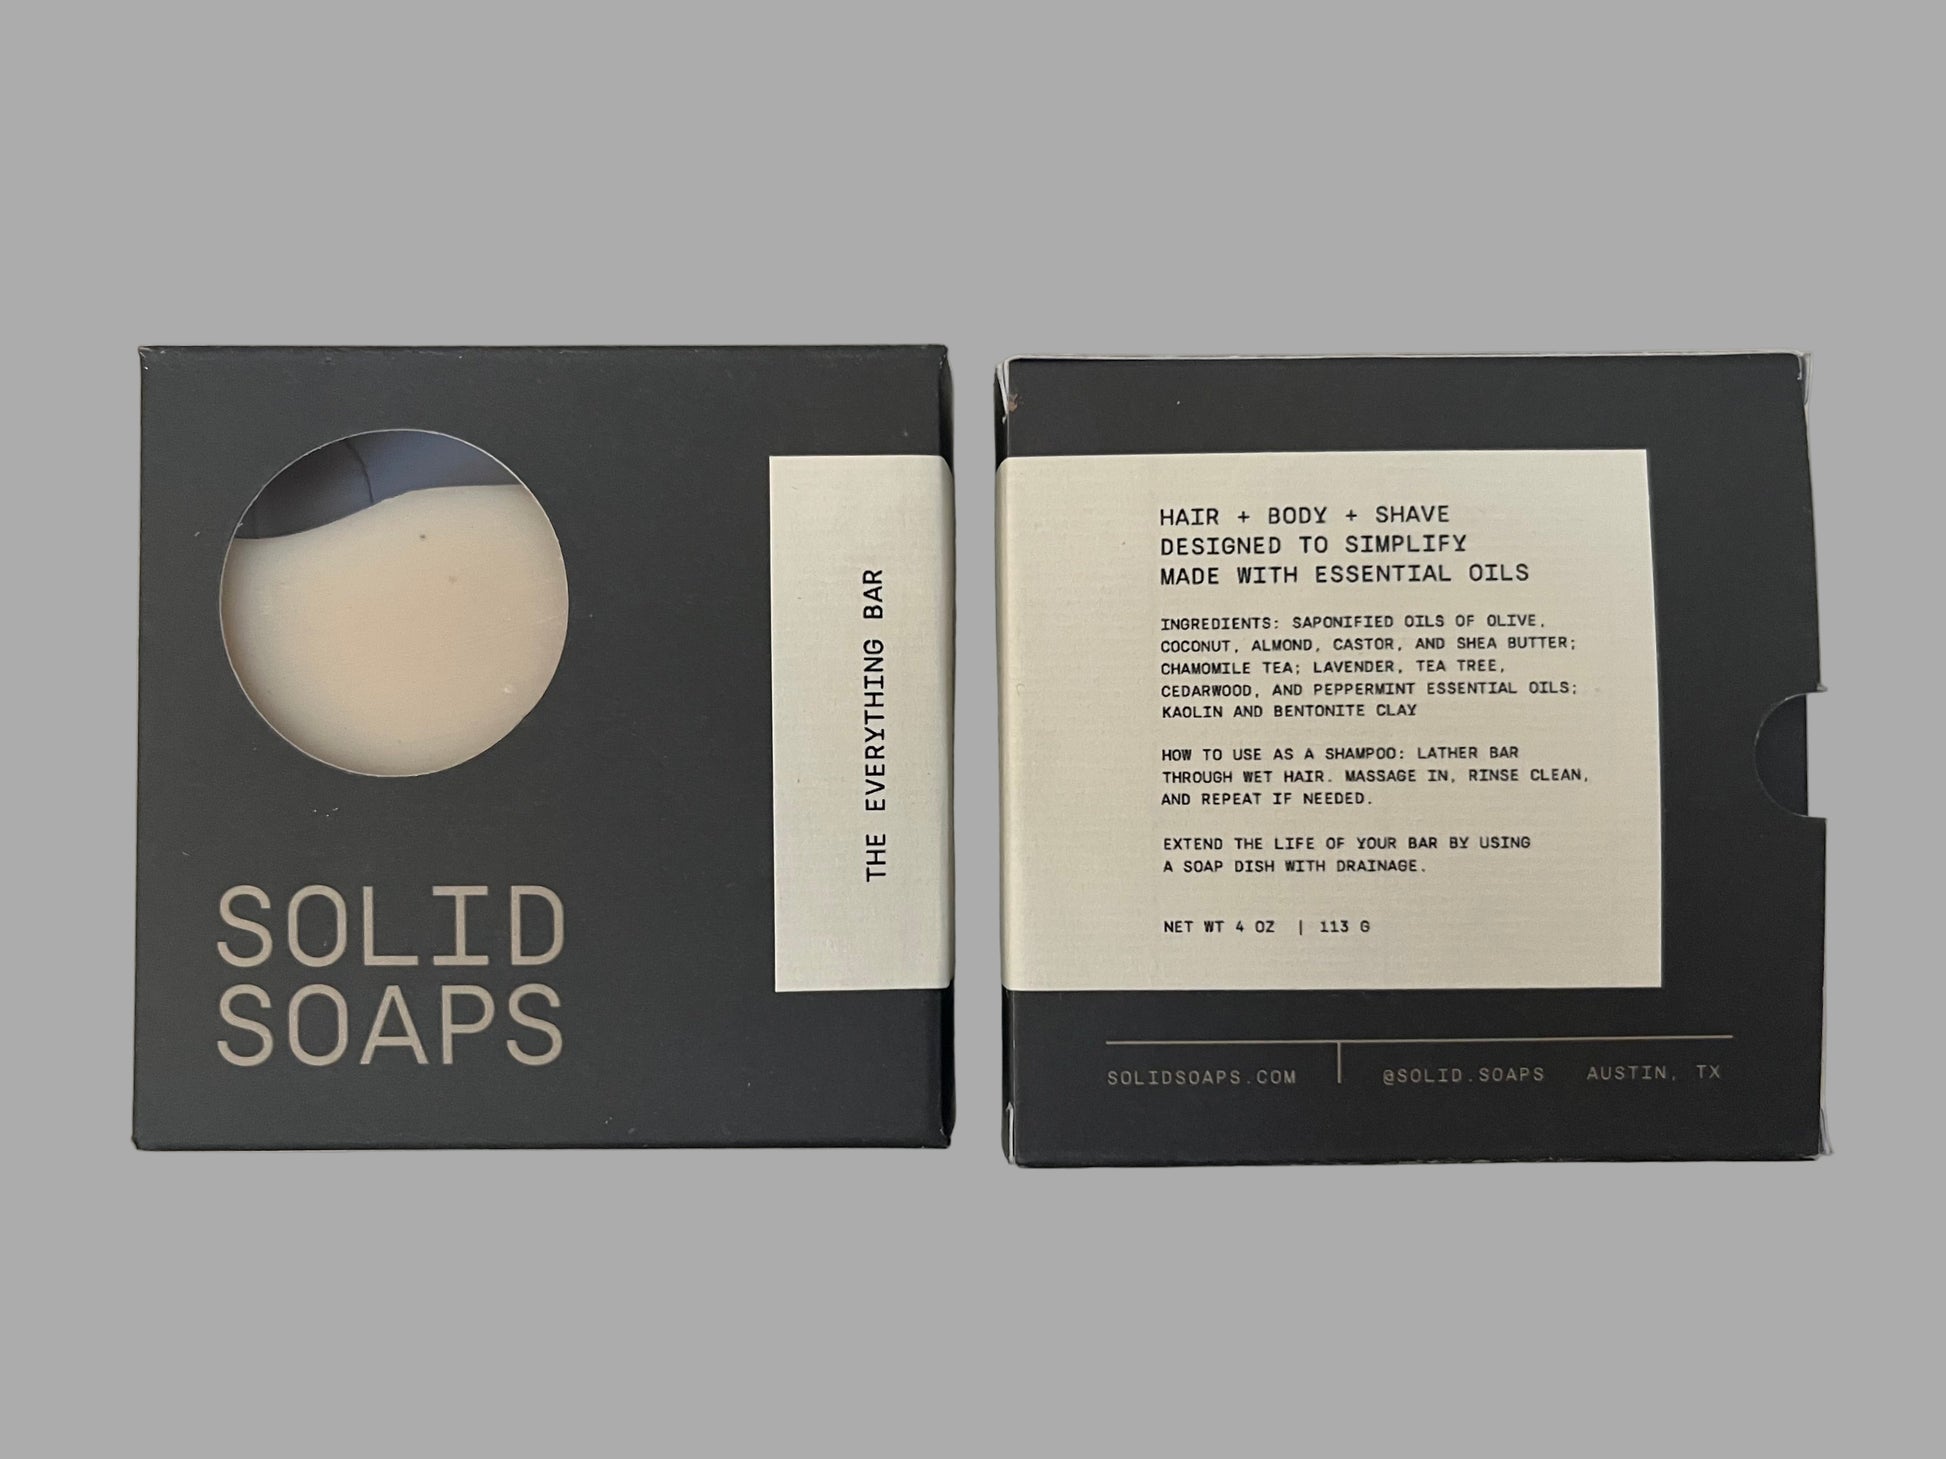 SOLID
SOAPS
THE EVERYTHING BAR
HAIR + BODY + SHAVE
DESIGNED TO SIMPLIFY
MADE WITH ESSENTIAL OILS
INGREDIENTS: SAPONIFIED OILS OF OLIVE,
COCONUT, ALMOND, CASTOR, AND SHEA BUTTER;
CHAMOMILE TEA; LAVENDER, TEA TREE,
CEDARWOOD, AND PEPPERMINT ESSENTIAL OILS;
KAOLIN AND BENTONITE CLAY
HOW TO USE AS A SHAMPOO: LATHER BAR
THROUGH WET HAIR. MASSAGE IN, RINSE CLEAN,
AND REPEAT IF NEEDED.
EXTEND THE LIFE OF YOUR BAR BY USING
A SOAP DISH WITH DRAINAGE.
NET WT 4 OZ | 113 G
SOLIDSOAPS.COM @SOLID.SOAPS AUSTIN, TX